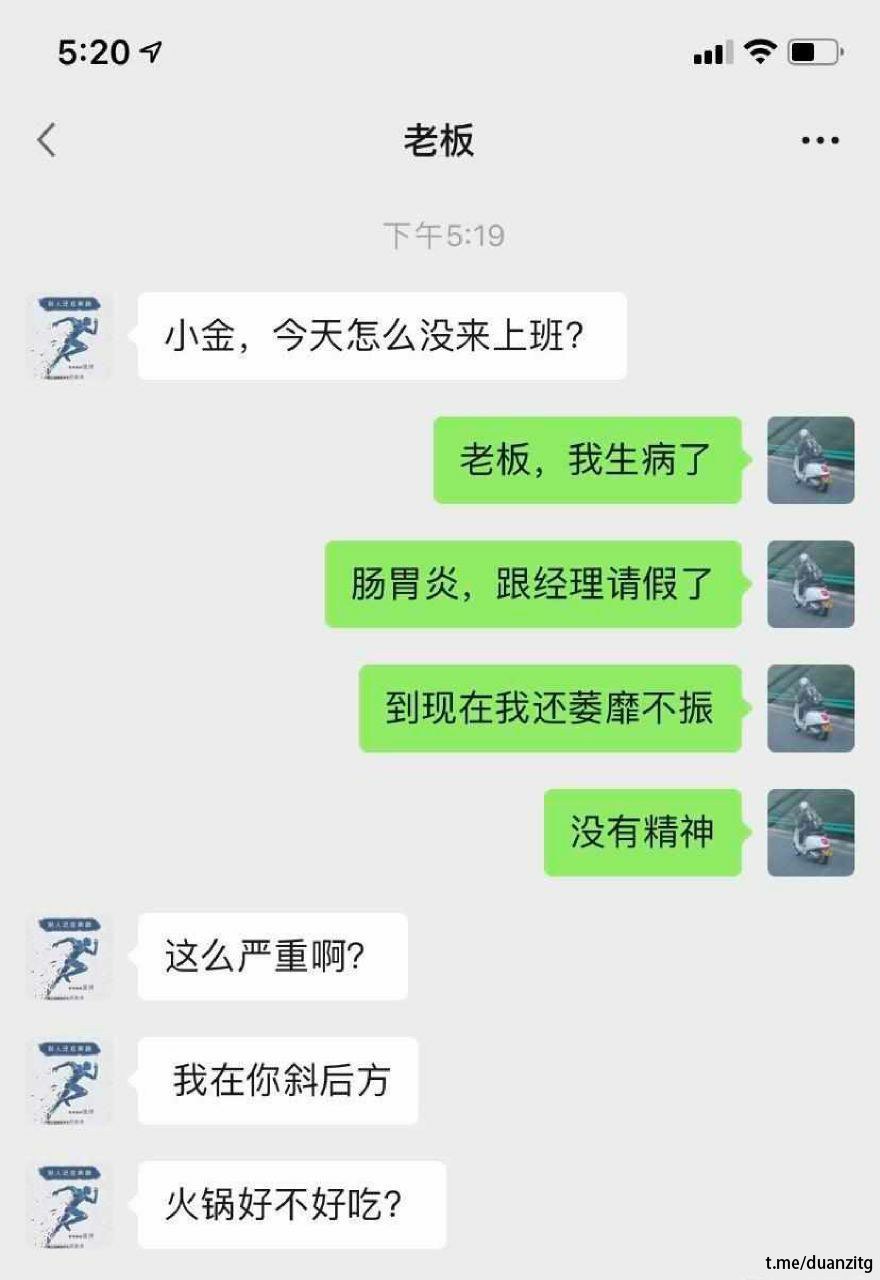 5:20
老板
下午5:19
小金，今天怎么没来上班?
老板，我生病了
肠胃炎，跟经理请假了
到现在我还萎靡不振
没有精神
这么严重啊?
我在你斜后方
火锅好不好吃?
t.me/duanzitg